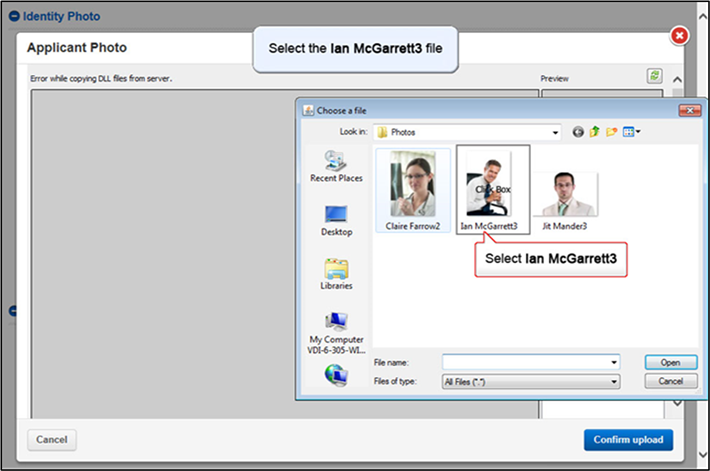 Identity Photo
Applicant Photo
Select the Ian McGarrett3 file
Error while copying DLL files from server.
Preview
Choose a file
Look in:
Photos
Recent Places
Desktop
Libraries
My Computer
VDI-6-305-WI...
Click Box
Claire Farrow2
Ian McGarrett3
Jit Mander3
Select Ian McGarrett3
File name:
Open
Files of type:
All Files (*.*)
Cancel
Cancel
Confirm upload